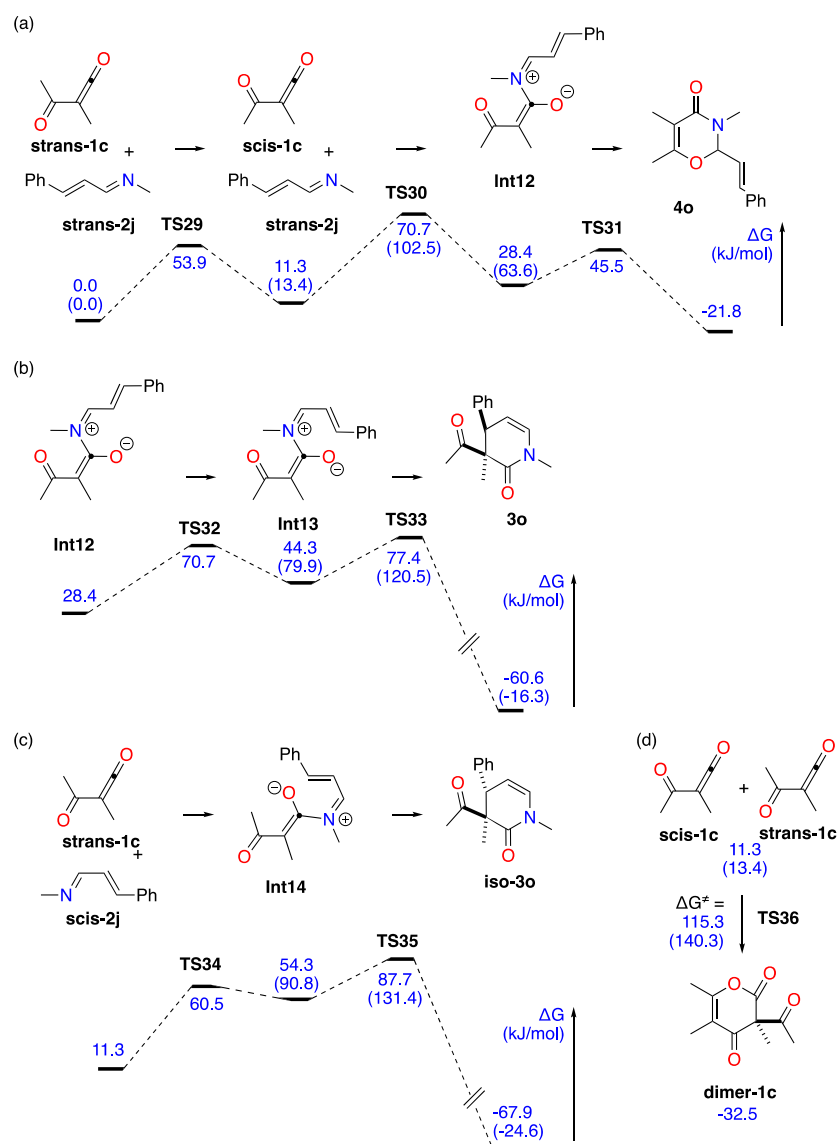 (a)
O
O
strans-1c
+
Ph
N
strans-2j
O
O
scis-1c
+
Ph
N
strans-2j
Ph
N
+
O
O
−
Int12
O
N
O
Ph
4o
TS29
53.9
0.0
(0.0)
11.3
(13.4)
TS30
70.7
(102.5)
28.4
(63.6)
TS31
45.5
-21.8
ΔG
(kJ/mol)
(b)
Ph
N
+
O
O
−
Int12
N
+
Ph
O
O
−
Int13
Ph
O
N
O
3o
28.4
TS32
70.7
44.3
(79.9)
TS33
77.4
(120.5)
-60.6
(-16.3)
ΔG
(kJ/mol)
(c)
O
O
strans-1c
+
N
Ph
scis-2j
Ph
−
O
O
N
+
Int14
Ph
O
N
O
iso-3o
11.3
TS34
60.5
54.3
(90.8)
TS35
87.7
(131.4)
-67.9
(-24.6)
ΔG
(kJ/mol)
(d)
O
O
scis-1c
+
O
O
strans-1c
11.3
(13.4)
ΔG≠ =
115.3
(140.3)
TS36
O
O
O
O
dimer-1c
-32.5